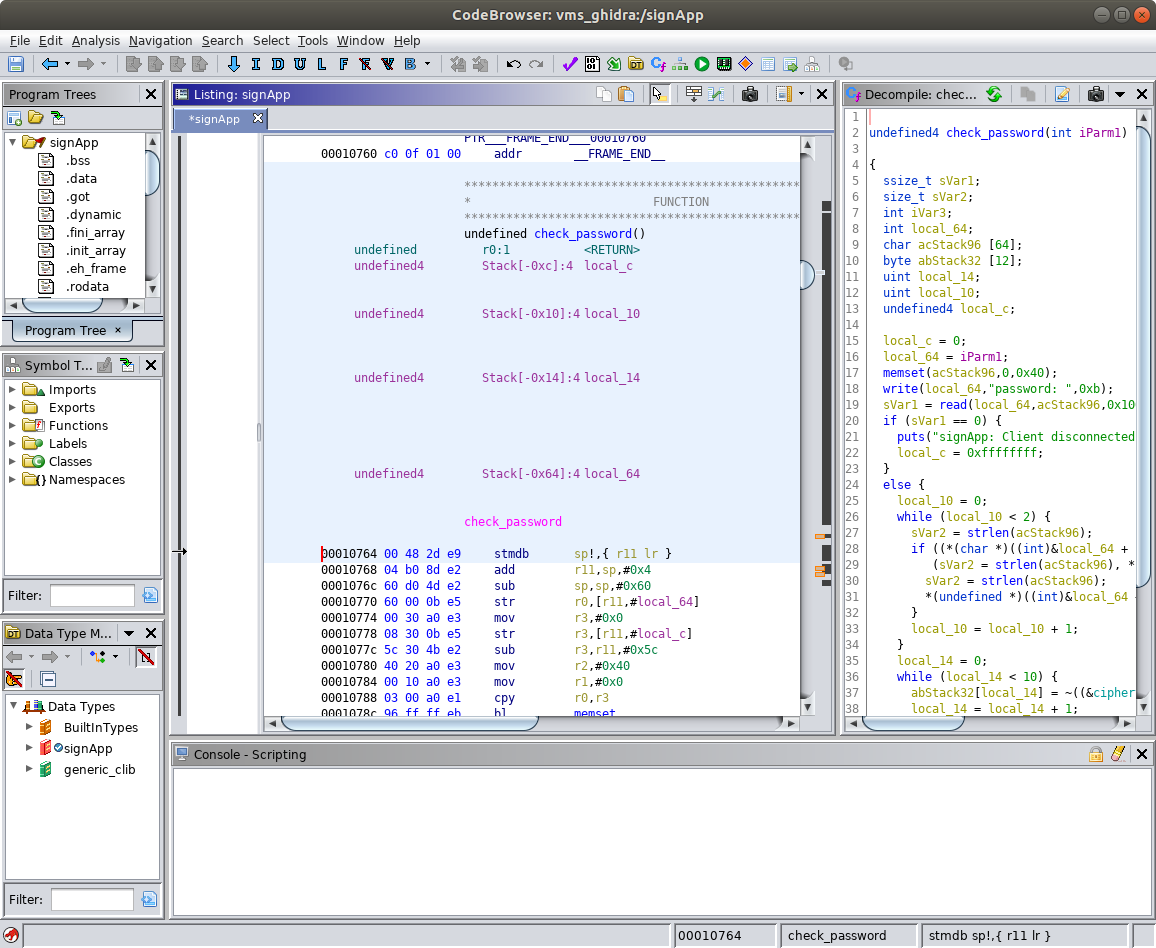 CodeBrowser: vms_ghidra:/signApp
File Edit Analysis Navigation Search Select Tools Window Help
I D U L F B
Program Trees
signApp
.bss
.data
.got
.dynamic
.fini_array
.init_array
.eh_frame
.rodata
Program Tree ×
Symbol T...
Imports
Exports
Functions
Labels
Classes
Namespaces
Filter:
Data Type M...
Data Types
BuiltInTypes
signApp
generic_clib
Filter:
Listing: signApp
*signApp
PTR___FRAME_END___00010760
00010760 c0 0f 01 00 addr __FRAME_END__
************************************************
* FUNCTION
************************************************
undefined check_password()
undefined r0:1 <RETURN>
undefined4 Stack[-0xc]:4 local_c
undefined4 Stack[-0x10]:4 local_10
undefined4 Stack[-0x14]:4 local_14
undefined4 Stack[-0x64]:4 local_64
check_password
00010764 00 48 2d e9 stmdb sp!,{ r11 lr }
00010768 04 b0 8d e2 add r11,sp,#0x4
0001076c 60 d0 4d e2 sub sp,sp,#0x60
00010770 60 00 0b e5 str r0,[r11,#local_64]
00010774 00 30 a0 e3 mov r3,#0x0
00010778 08 30 0b e5 str r3,[r11,#local_c]
0001077c 5c 30 4b e2 sub r3,r11,#0x5c
00010780 40 20 a0 e3 mov r2,#0x40
00010784 00 10 a0 e3 mov r1,#0x0
00010788 03 00 a0 e1 cpy r0,r3
0001078c 96 ff ff eb bl memset
Decompile: chec...
1
2 undefined4 check_password(int iParm1)
3
4 {
5 ssize_t sVar1;
6 size_t sVar2;
7 int iVar3;
8 int local_64;
9 char acStack96 [64];
10 byte abStack32 [12];
11 uint local_14;
12 uint local_10;
13 undefined4 local_c;
14
15 local_c = 0;
16 local_64 = iParm1;
17 memset(acStack96,0,0x40);
18 write(local_64,"password: ",0xb);
19 sVar1 = read(local_64,acStack96,0x10
20 if (sVar1 == 0) {
21 puts("signApp: Client disconnected
22 local_c = 0xffffffff;
23 }
24 else {
25 local_10 = 0;
26 while (local_10 < 2) {
27 sVar2 = strlen(acStack96);
28 if ((*(char *)((int)&local_64 +
29 (sVar2 = strlen(acStack96), *
30 sVar2 = strlen(acStack96);
31 *(undefined *)((int)&local_64
32 }
33 local_10 = local_10 + 1;
34 }
35 local_14 = 0;
36 while (local_14 < 10) {
37 abStack32[local_14] = ~((&cipher
38 local_14 = local_14 + 1;
Console - Scripting
00010764 check_password stmdb sp!,{ r11 lr }